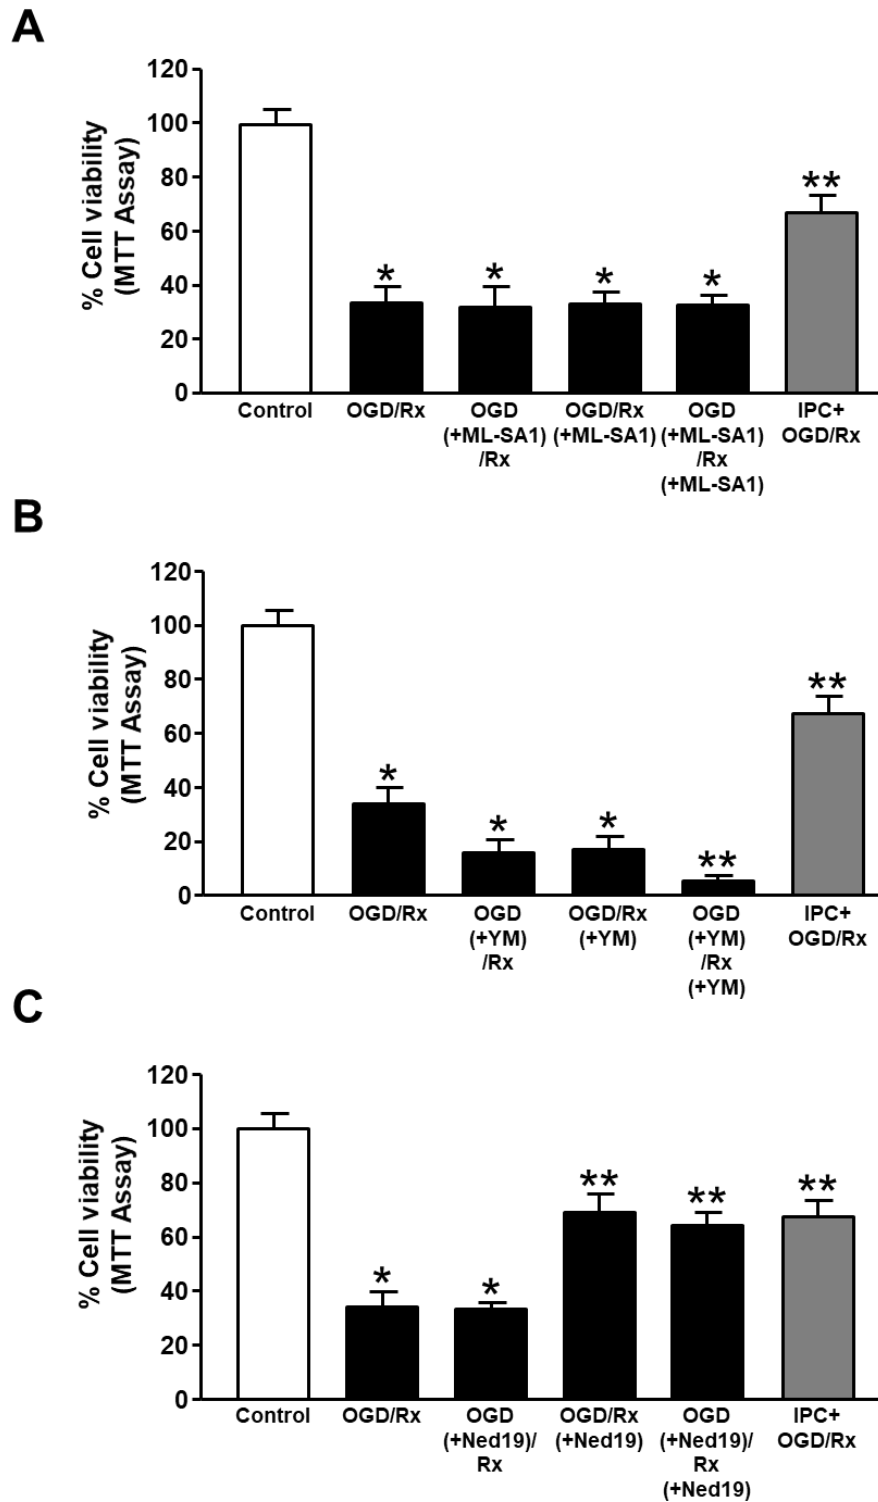 A
% Cell viability
(MTT Assay)
120
100
80
60
40
20
0
*
*
*
*
**
Control
OGD/Rx
OGD
(+ML-SA1)
/Rx
OGD/Rx
(+ML-SA1)
OGD
(+ML-SA1)
/Rx
(+ML-SA1)
IPC+
OGD/Rx
B
% Cell viability
(MTT Assay)
120
100
80
60
40
20
0
*
*
*
**
**
Control
OGD/Rx
OGD
(+YM)
/Rx
OGD/Rx
(+YM)
OGD
(+YM)
/Rx
(+YM)
IPC+
OGD/Rx
C
% Cell viability
(MTT Assay)
120
100
80
60
40
20
0
*
*
**
**
**
Control
OGD/Rx
OGD
(+Ned19)/
Rx
OGD/Rx
(+Ned19)
OGD
(+Ned19)/
Rx
(+Ned19)
IPC+
OGD/Rx